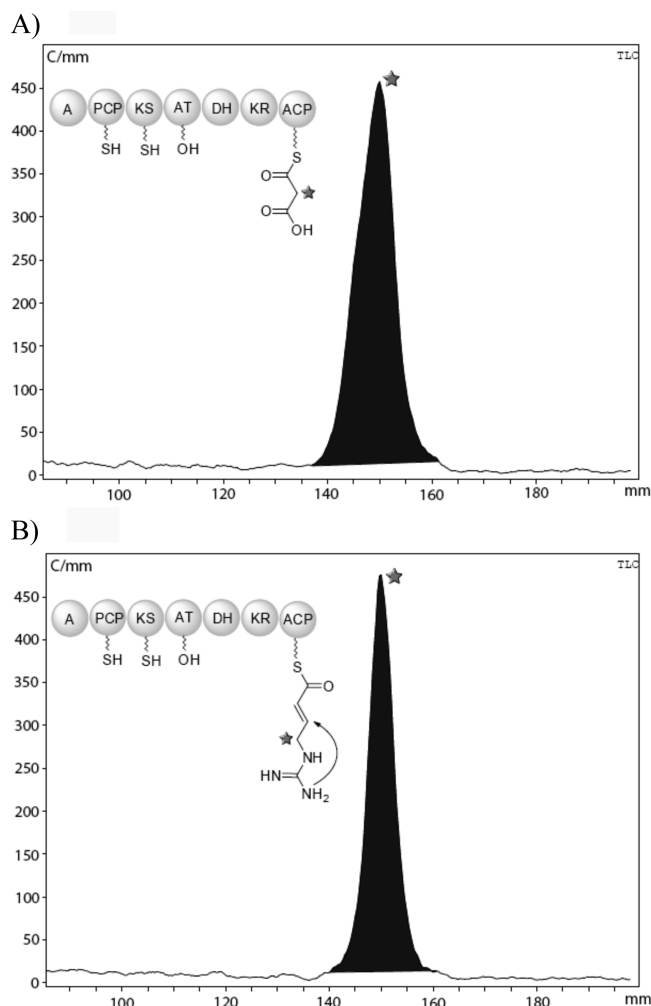 A)
C/mm
TLC
450
400
350
300
250
200
150
100
50
0
A PCP KS AT DH KR ACP
SH SH OH
S
O
O
OH
100 120 140 160 180 mm
B)
C/mm
TLC
450
400
350
300
250
200
150
100
50
0
A PCP KS AT DH KR ACP
SH SH OH
S
O
NH
HN
NH2
100 120 140 160 180 mm